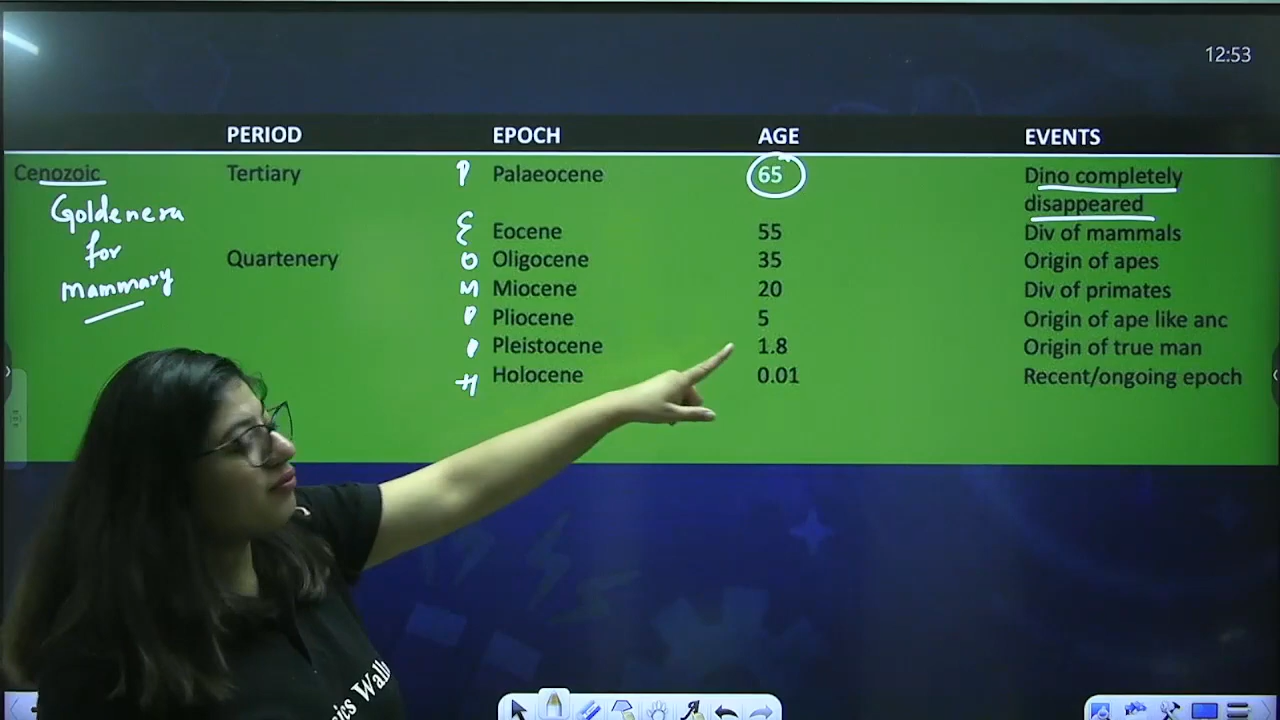 12:53
PERIOD EPOCH AGE EVENTS
Cenozoic Tertiary P Palaeocene 65 Dino completely
disappeared
Goldenera
for
mammary
E Eocene 55 Div of mammals
Quartenery O Oligocene 35 Origin of apes
M Miocene 20 Div of primates
P Pliocene 5 Origin of ape like anc
P Pleistocene 1.8 Origin of true man
H Holocene 0.01 Recent/ongoing epoch
ics Wall